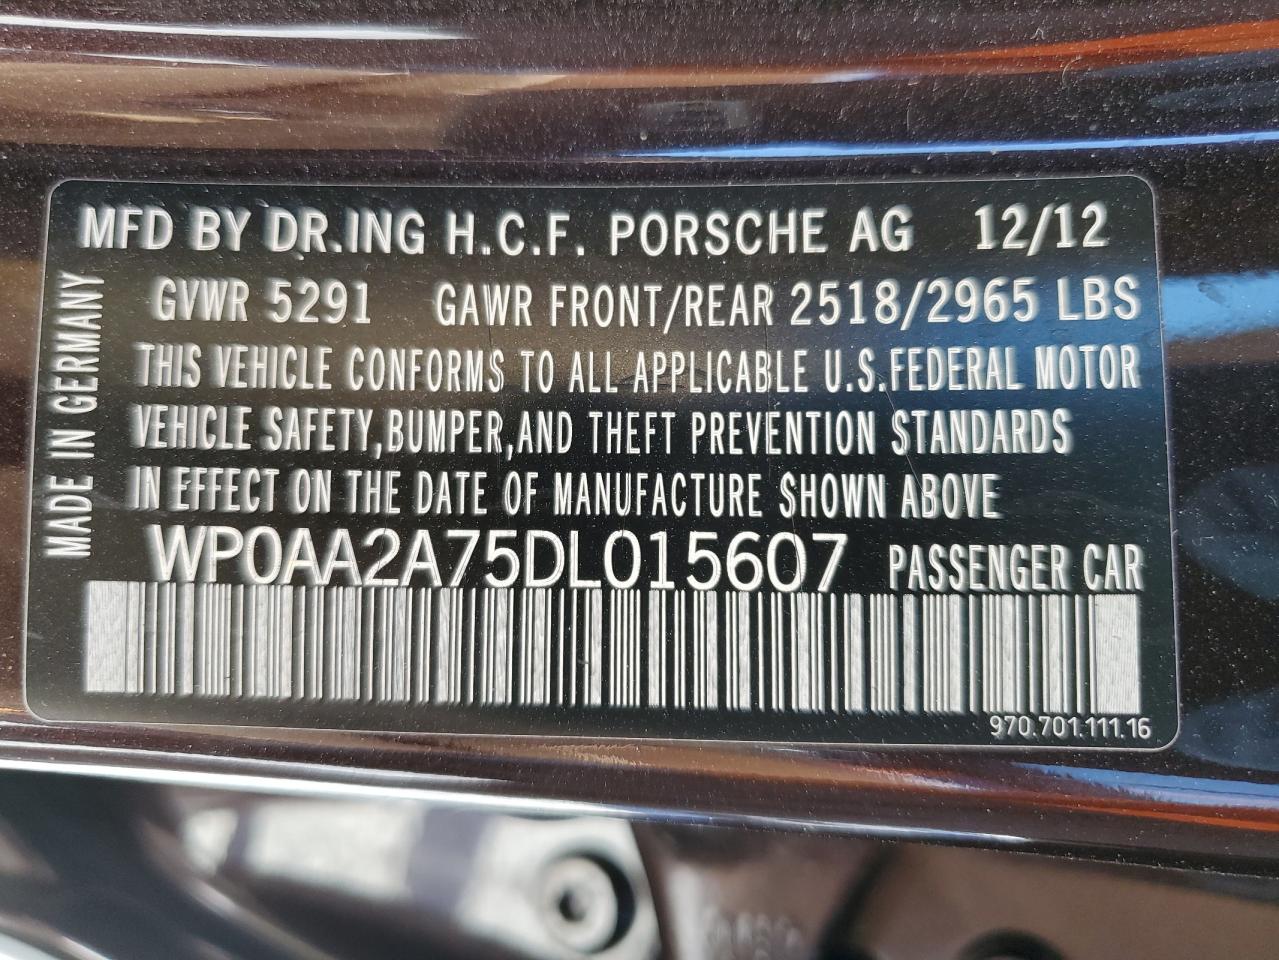 MFD BY DR.ING H.C.F. PORSCHE AG 12/12
GVWR 5291 GAWR FRONT/REAR 2518/2965 LBS
THIS VEHICLE CONFORMS TO ALL APPLICABLE U.S.FEDERAL MOTOR
VEHICLE SAFETY,BUMPER,AND THEFT PREVENTION STANDARDS
IN EFFECT ON THE DATE OF MANUFACTURE SHOWN ABOVE
WP0AA2A75DL015607 PASSENGER CAR
970.701.111.16
MADE IN GERMANY